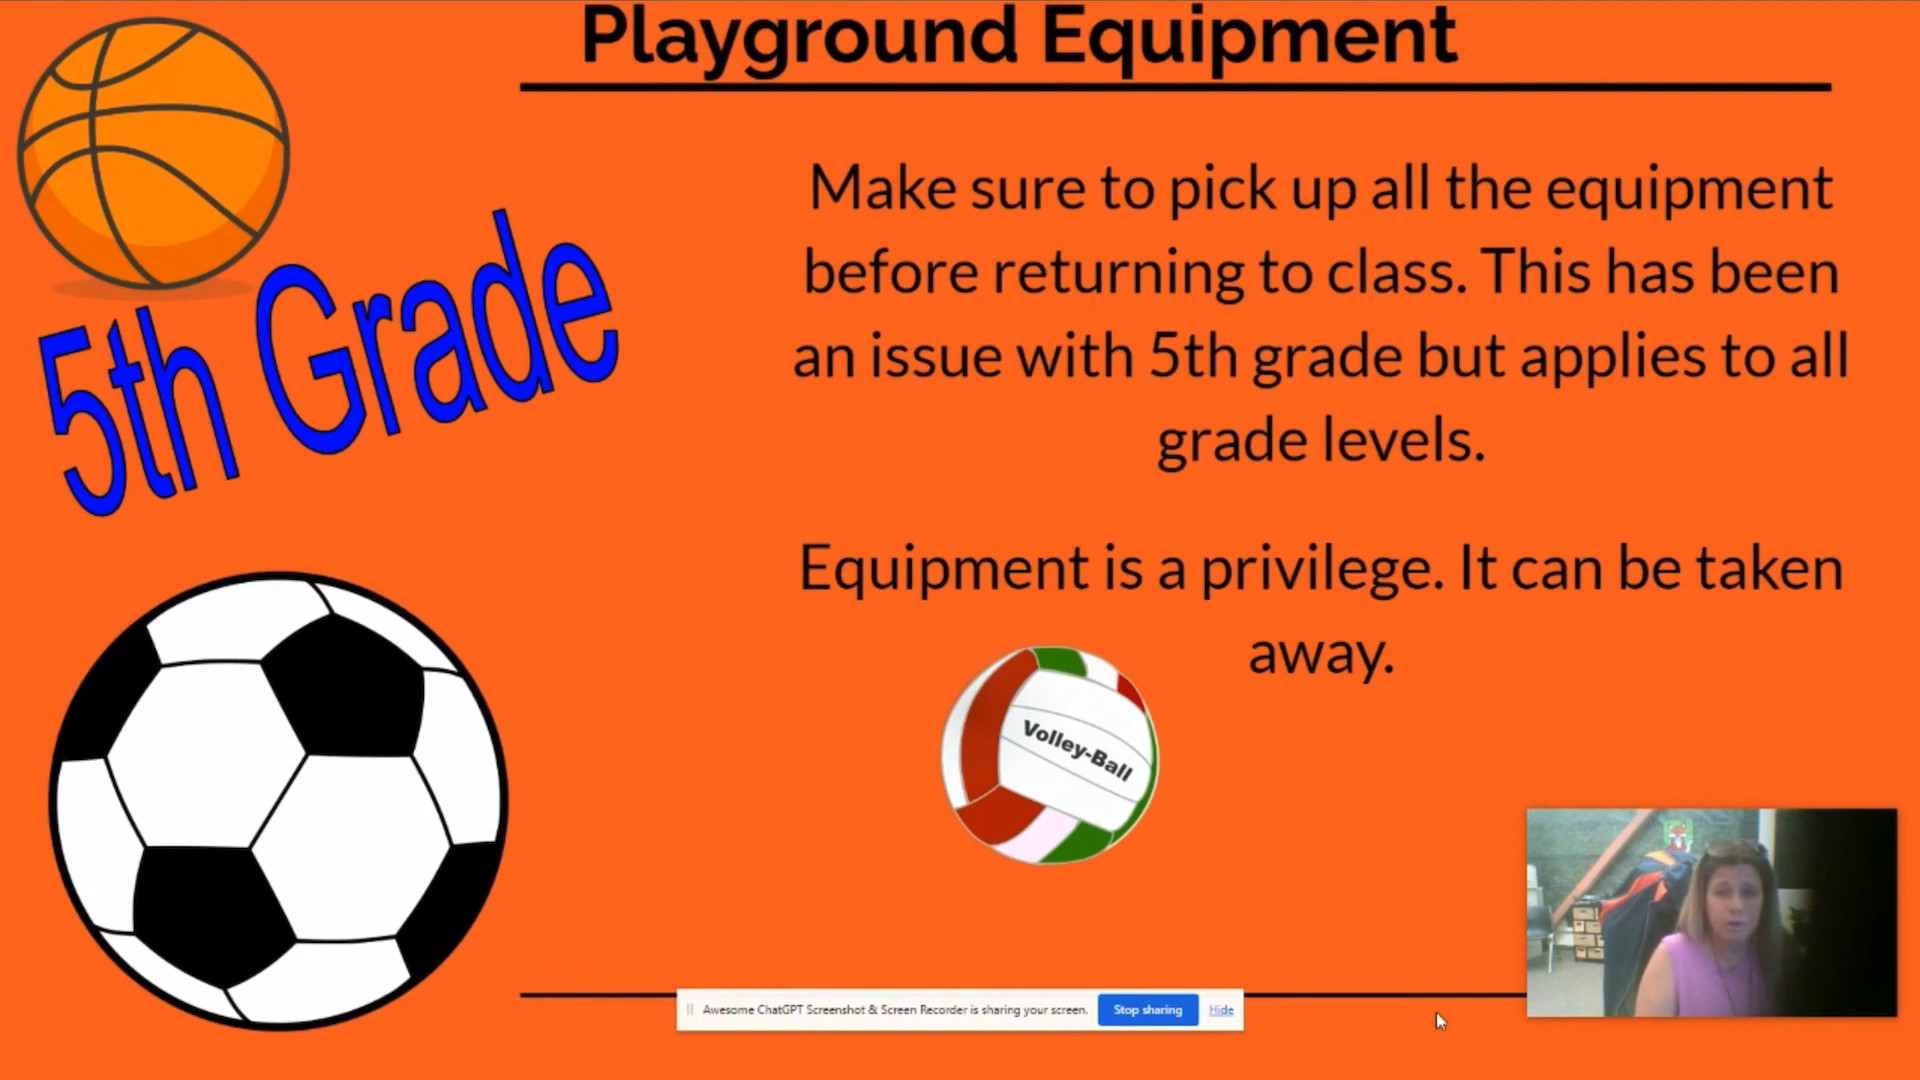 Playground Equipment
5th Grade
Make sure to pick up all the equipment
before returning to class. This has been
an issue with 5th grade but applies to all
grade levels.
Equipment is a privilege. It can be taken
away.
Volley-Ball
Awesome ChatGPT Screenshot & Screen Recorder is sharing your screen. Stop sharing Hide